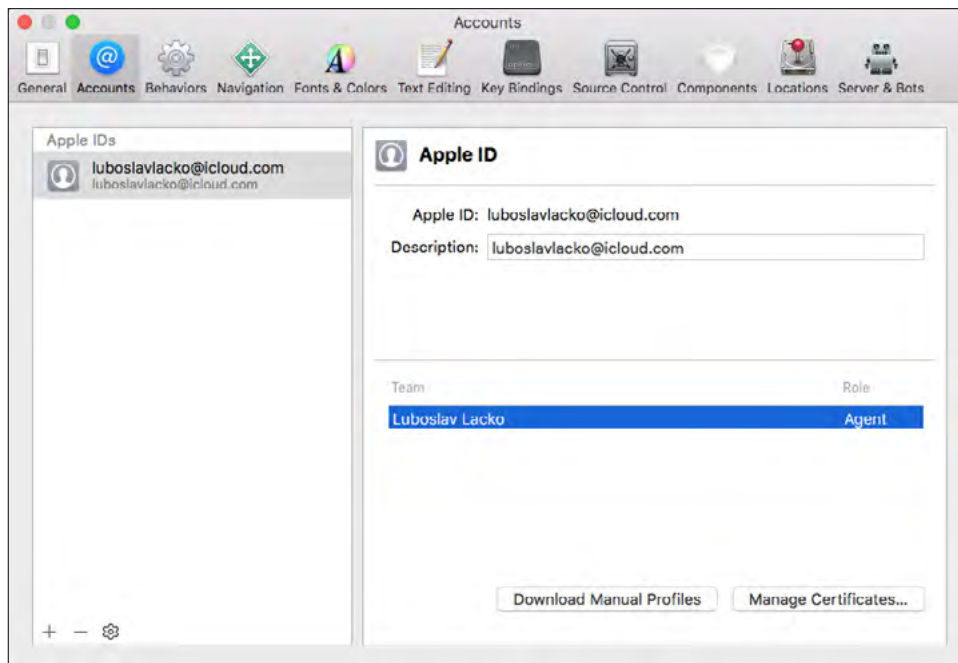 Accounts
General Accounts Behaviors Navigation Fonts & Colors Text Editing Key Bindings Source Control Components Locations Server & Bots
Apple IDs
luboslavlacko@icloud.com
luboslavlacko@icloud.com
Apple ID
Apple ID: luboslavlacko@icloud.com
Description: luboslavlacko@icloud.com
Team Role
Luboslav Lacko Agent
Download Manual Profiles Manage Certificates...